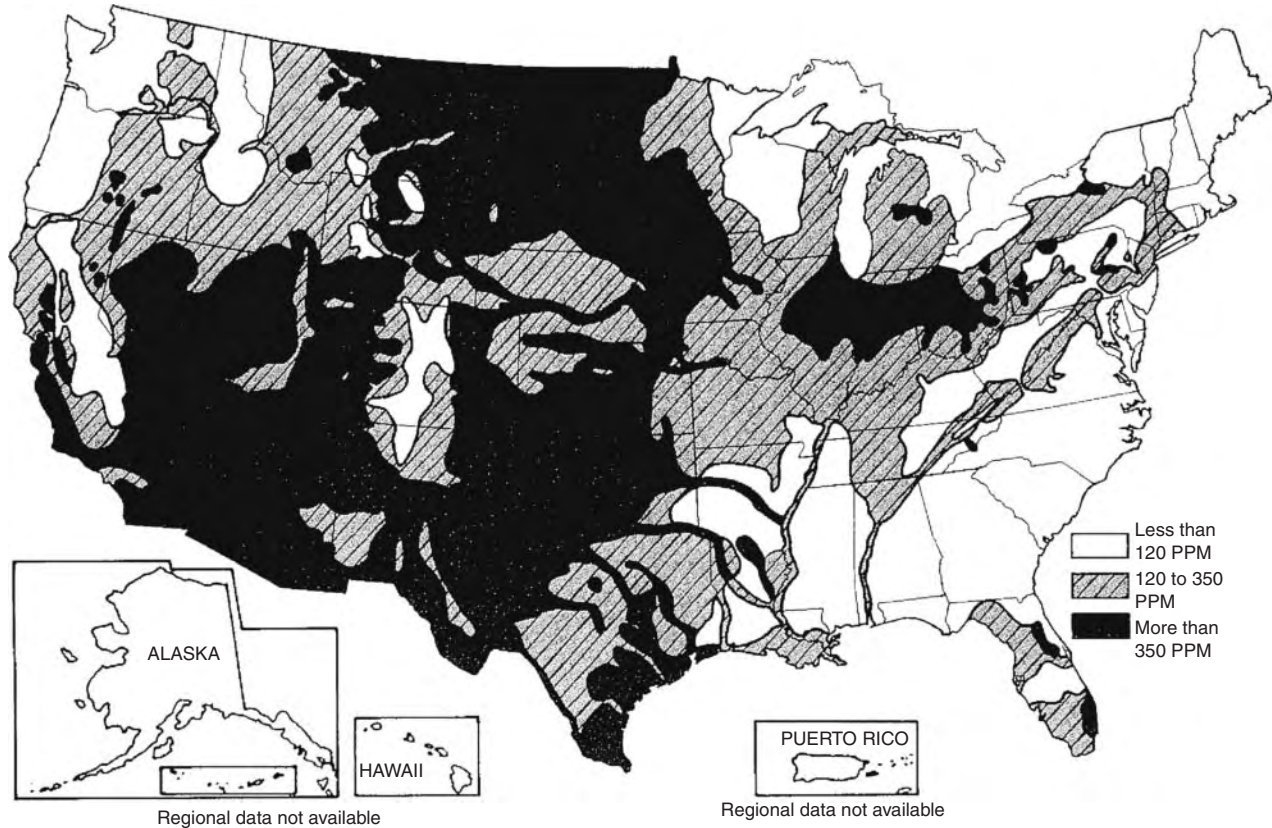 Less than
120 PPM
120 to 350
PPM
More than
350 PPM
ALASKA
HAWAII
PUERTO RICO
Regional data not available
Regional data not available